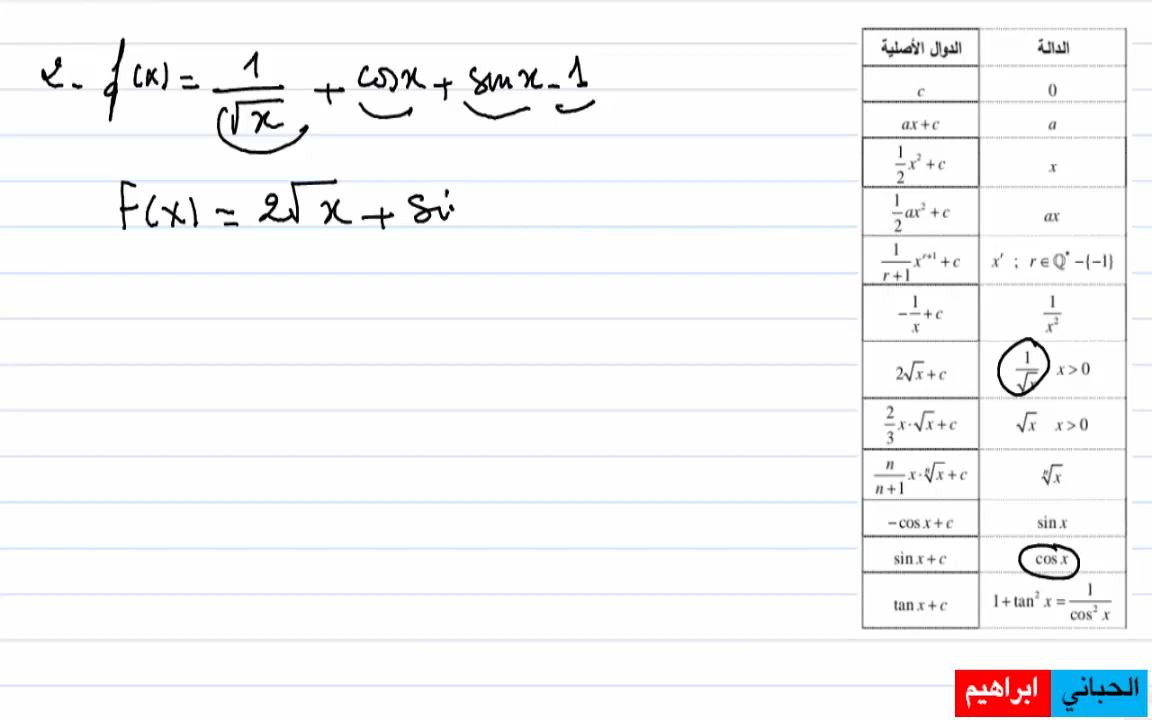 2- f(x) = 1/√x + cosx + sinx - 1
F(x) = 2√x + si
الدوال الأصلية الدالة
c 0
ax + c a
1/2 x² + c x
1/2 ax² + c ax
1/(r+1) x^(r+1) + c x^r ; r ∈ ℚ* - {-1}
-1/x + c 1/x²
2√x + c 1/√x x > 0
2/3 x·√x + c √x x > 0
n/(n+1) x·ⁿ√x + c ⁿ√x
-cos x + c sin x
sin x + c cos x
tan x + c 1 + tan² x = 1/cos² x
ابراهيم الحباني